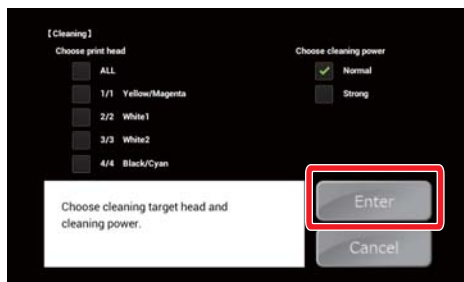 [Cleaning]
Choose print head
ALL
1/1 Yellow/Magenta
2/2 White1
3/3 White2
4/4 Black/Cyan
Choose cleaning power
Normal
Strong
Choose cleaning target head and
cleaning power.
Enter
Cancel